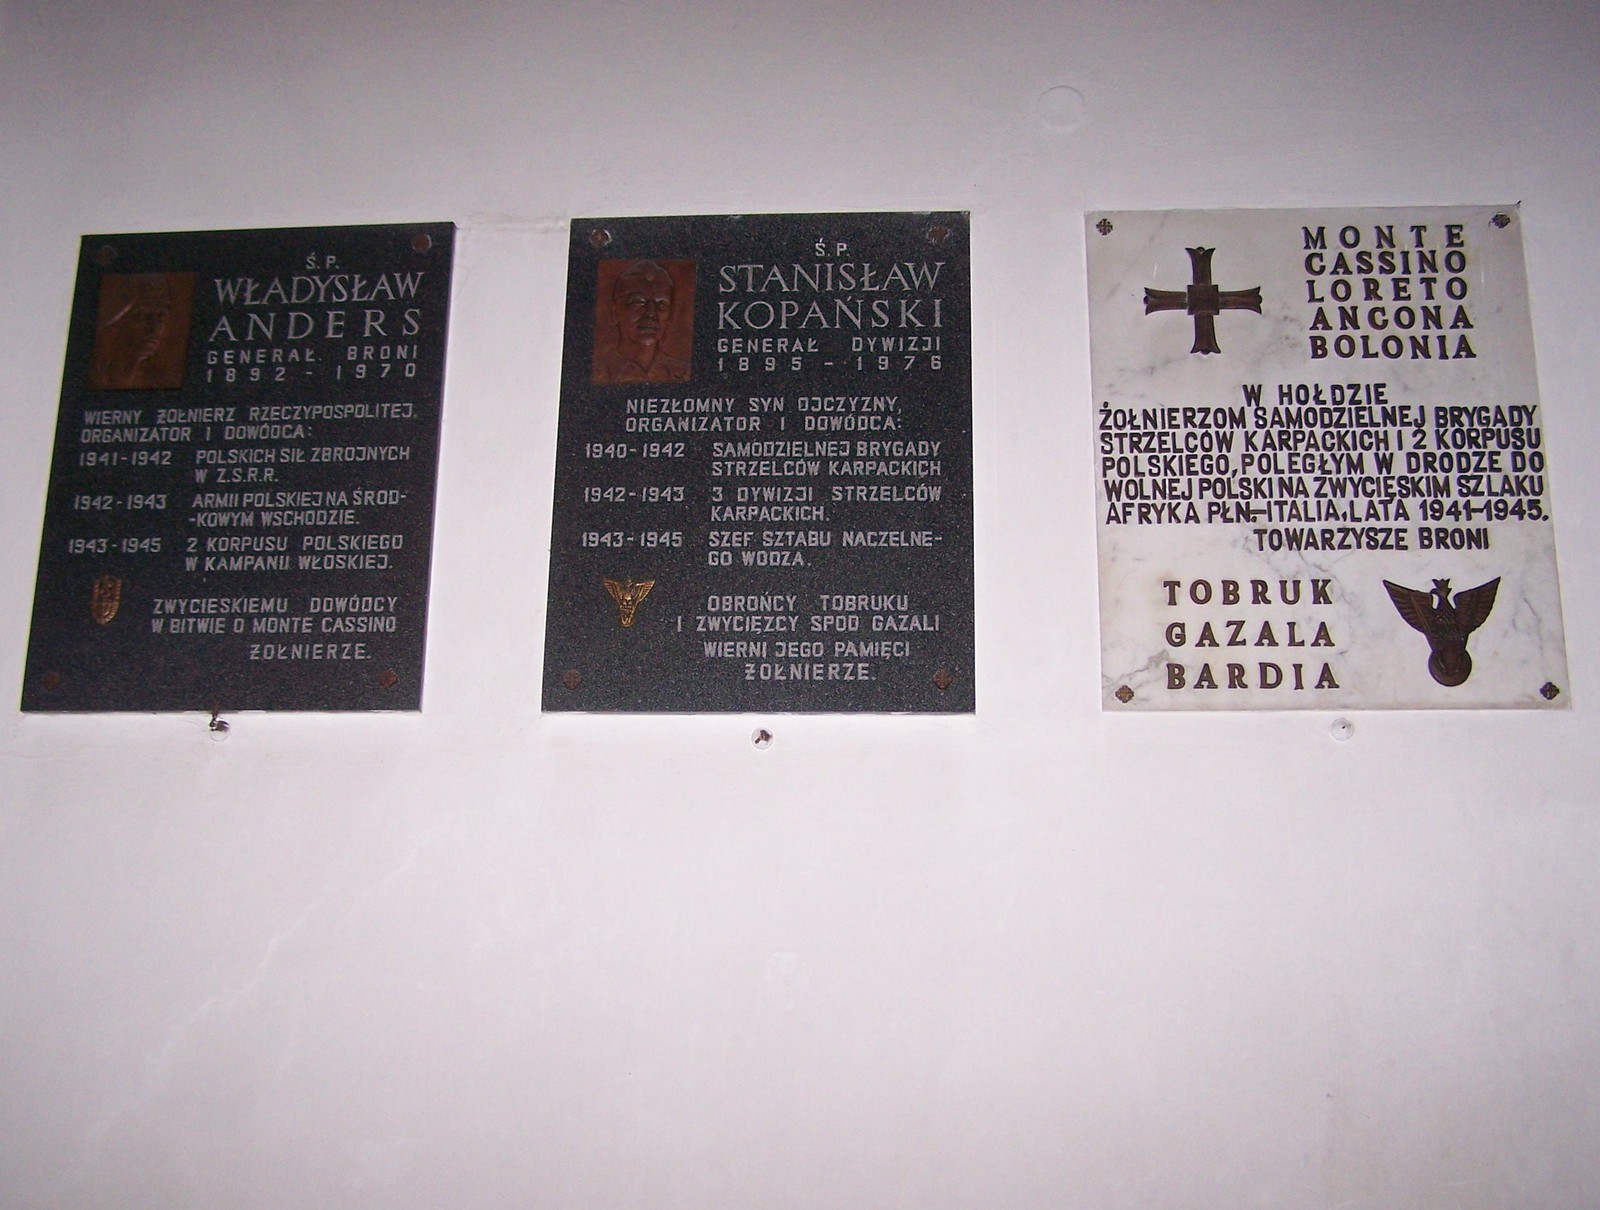 Ś. P.
WŁADYSŁAW
ANDERS
GENERAŁ. BRONI
1892 - 1970
WIERNY ŻOŁNIERZ RZECZYPOSPOLITEJ,
ORGANIZATOR I DOWÓDCA:
1941-1942 POLSKICH SIŁ ZBROJNYCH
W Z.S.R.R.
1942-1943 ARMII POLSKIEJ NA ŚROD-
-KOWYM WSCHODZIE.
1943-1945 2 KORPUSU POLSKIEGO
W KAMPANII WŁOSKIEJ.
ZWYCIESKIEMU DOWÓDCY
W BITWIE O MONTE CASSINO
ŻOŁNIERZE.
Ś. P.
STANISŁAW
KOPAŃSKI
GENERAŁ DYWIZJI
1895 - 1976
NIEZŁOMNY SYN OJCZYZNY,
ORGANIZATOR I DOWÓDCA:
1940-1942 SAMODZIELNEJ BRYGADY
STRZELCÓW KARPACKICH
1942-1943 3 DYWIZJI STRZELCÓW
KARPACKICH.
1943-1945 SZEF SZTABU NACZELNE-
GO WODZA.
OBROŃCY TOBRUKU
I ZWYCIĘZCY SPOD GAZALI
WIERNI JEGO PAMIĘCI
ŻOŁNIERZE.
MONTE
CASSINO
LORETO
ANCONA
BOLONIA
W HOŁDZIE
ŻOŁNIERZOM SAMODZIELNEJ BRYGADY
STRZELCÓW KARPACKICH I 2 KORPUSU
POLSKIEGO, POLEGŁYM W DRODZE DO
WOLNEJ POLSKI NA ZWYCIĘSKIM SZLAKU
AFRYKA PŁN.-ITALIA, LATA 1941-1945.
TOWARZYSZE BRONI
TOBRUK
GAZALA
BARDIA